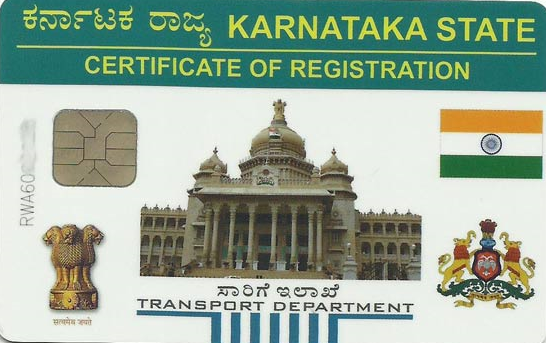 ಕರ್ನಾಟಕ ರಾಜ್ಯ KARNATAKA STATE
CERTIFICATE OF REGISTRATION
RWA60
सत्यमेव जयते
ಸಾರಿಗೆ ಇಲಾಖೆ
TRANSPORT DEPARTMENT